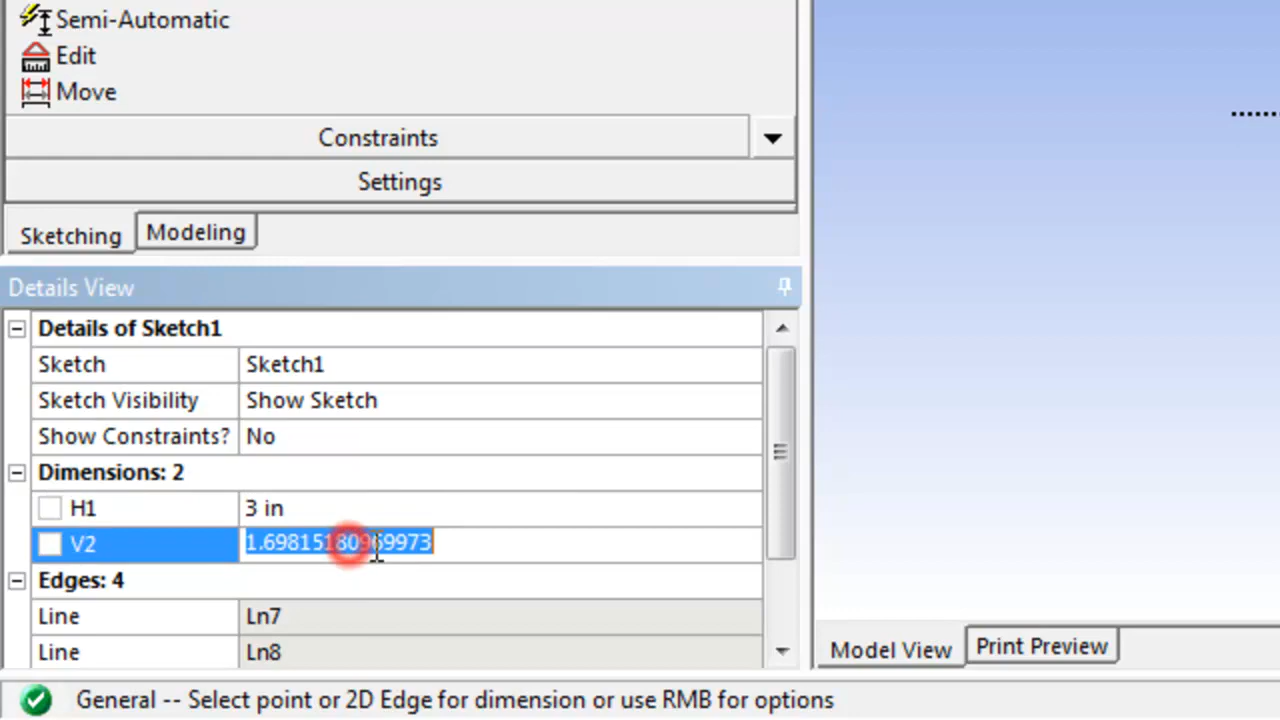 Semi-Automatic
Edit
Move
Constraints
Settings
Sketching Modeling
Details View
Details of Sketch1
Sketch Sketch1
Sketch Visibility Show Sketch
Show Constraints? No
Dimensions: 2
H1 3 in
V2 1.69815180969973
Edges: 4
Line Ln7
Line Ln8
Model View Print Preview
General -- Select point or 2D Edge for dimension or use RMB for options